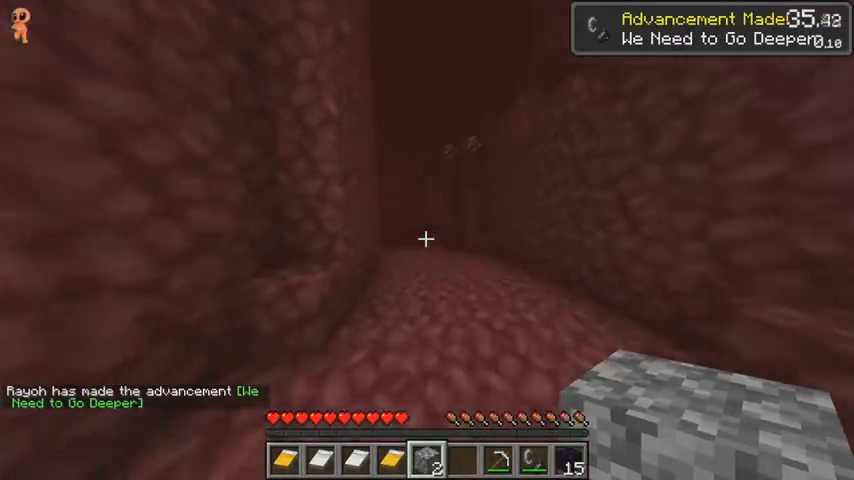 Advancement Made
35.43
We Need to Go Deeper
0.10
Rayoh has made the advancement [We
Need to Go Deeper]
2
15